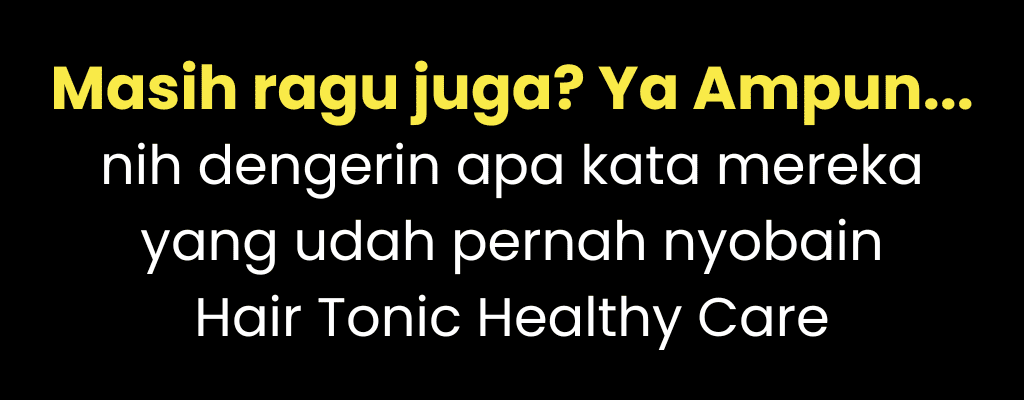 Masih ragu juga? Ya Ampun...
nih dengerin apa kata mereka
yang udah pernah nyobain
Hair Tonic Healthy Care